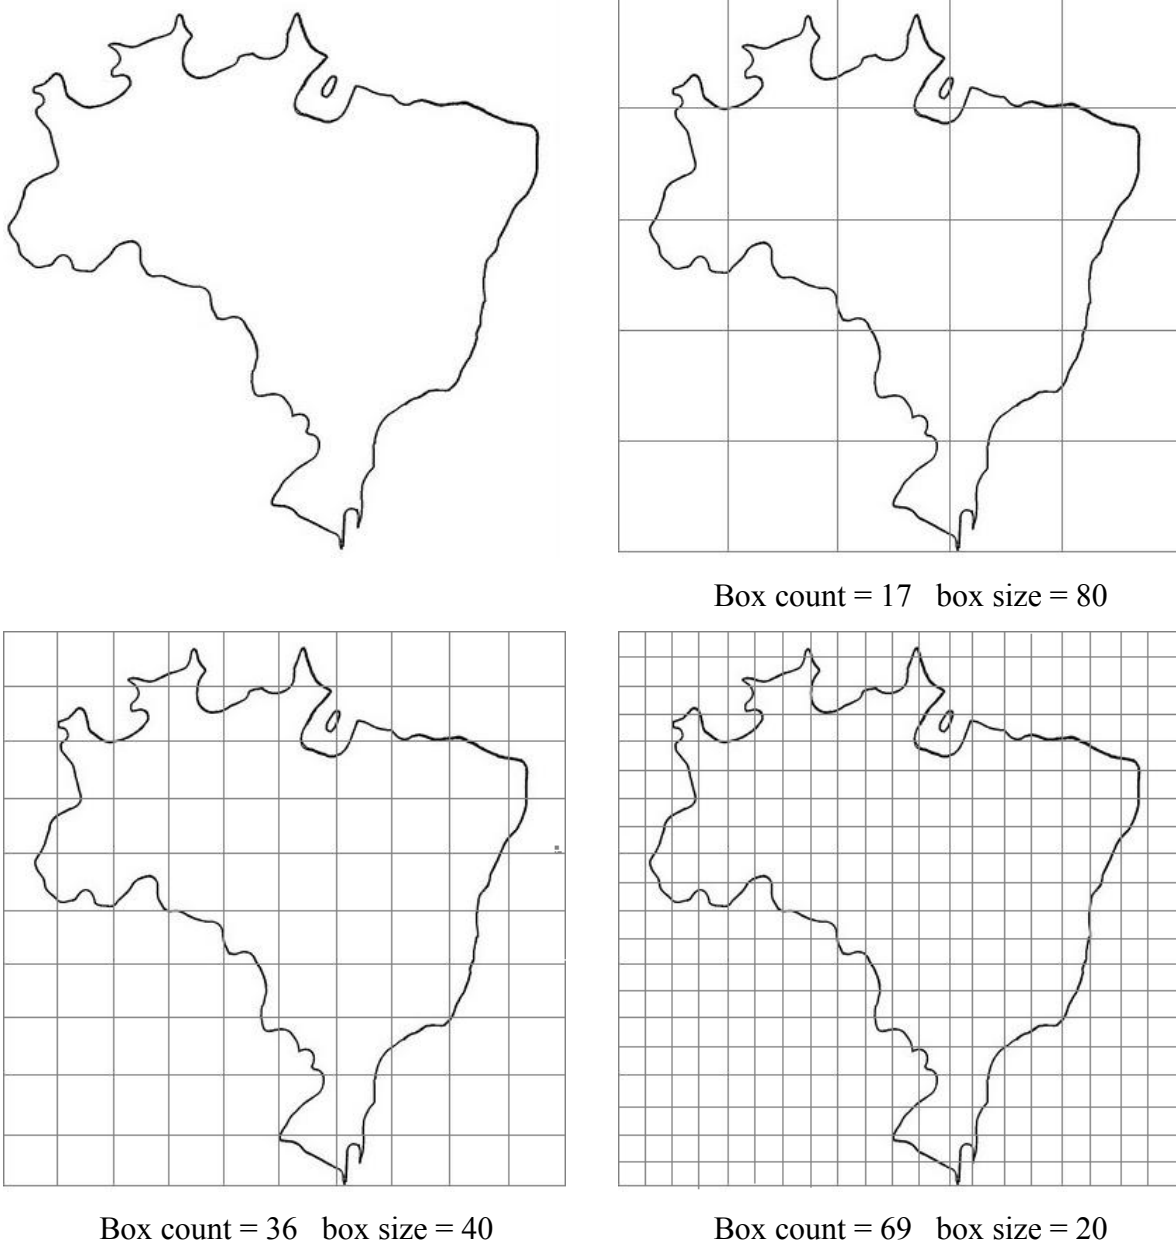 Box count = 17 box size = 80
Box count = 36 box size = 40
Box count = 69 box size = 20